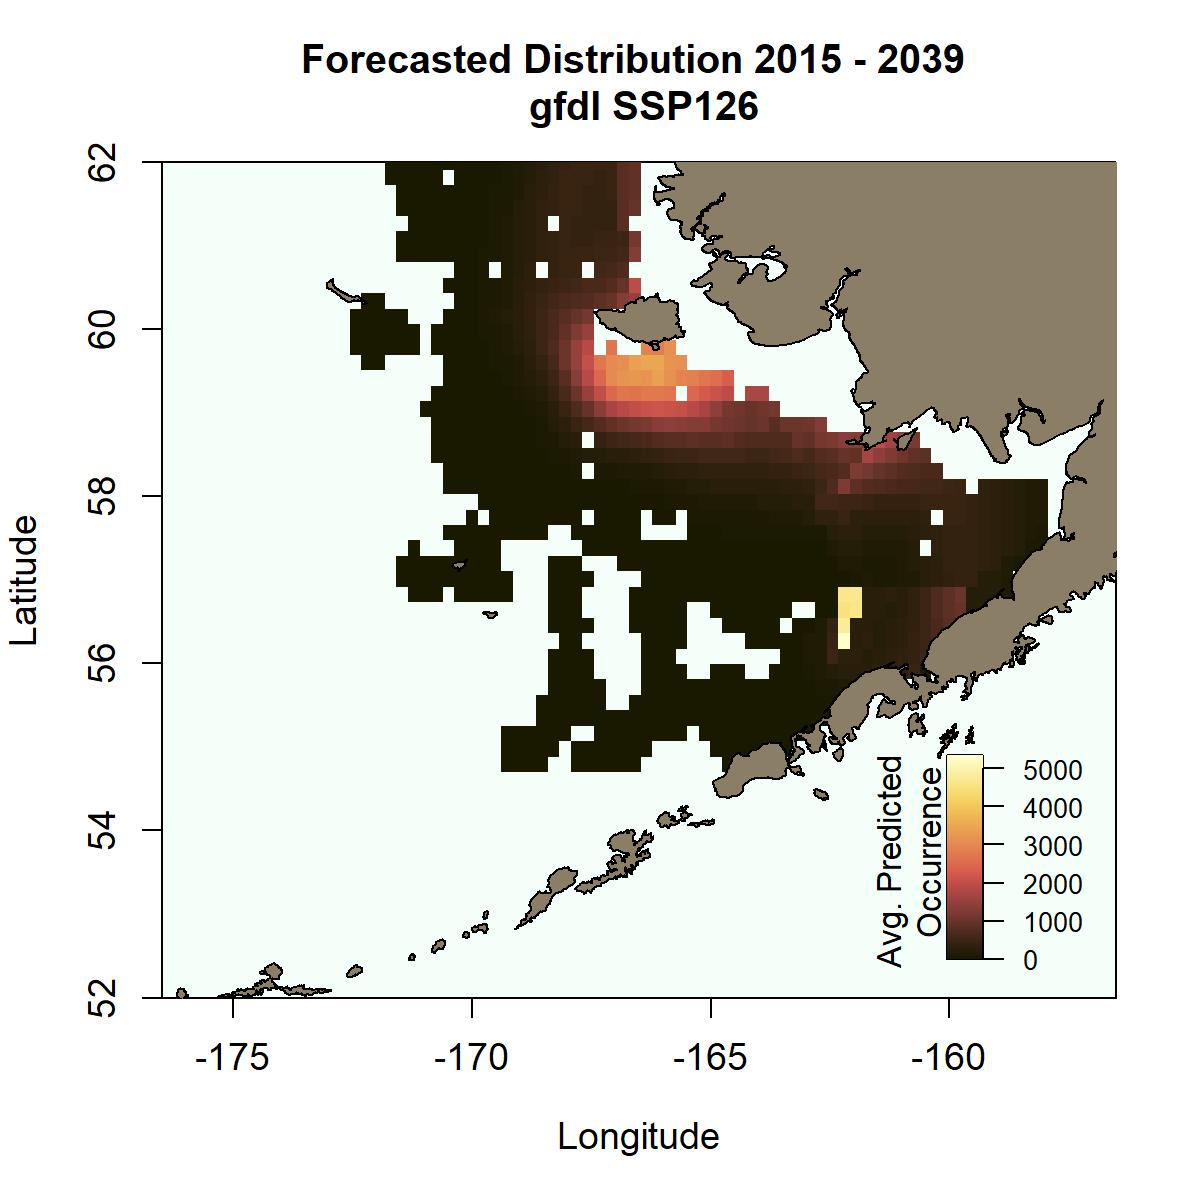 Forecasted Distribution 2015 - 2039
gfdl SSP126
62
60
58
56
54
52
Latitude
-175
-170
-165
-160
Longitude
Avg. Predicted
Occurrence
5000
4000
3000
2000
1000
0